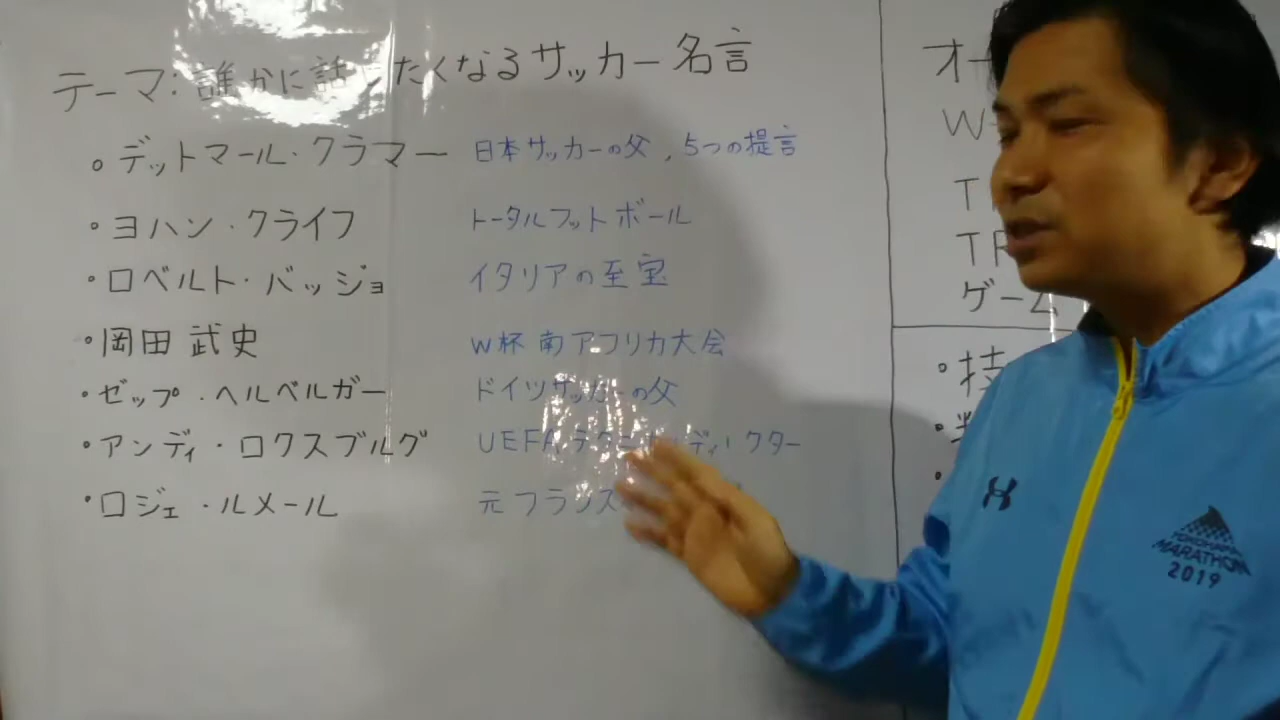 テーマ:誰かに話したくなるサッカー名言
・デットマール・クラマー 日本サッカーの父，5つの提言
・ヨハン・クライフ トータルフットボール
・ロベルト・バッジョ イタリアの至宝
・岡田 武史 W杯 南アフリカ大会
・ゼップ・ヘルベルガー ドイツサッカーの父
・アンディ・ロクスブルグ UEFA テクニカルディレクター
・ロジェ・ルメール 元フランス
オー
W
T
TR
ゲーム
・技
YOKOHAMA
MARATHON
2019